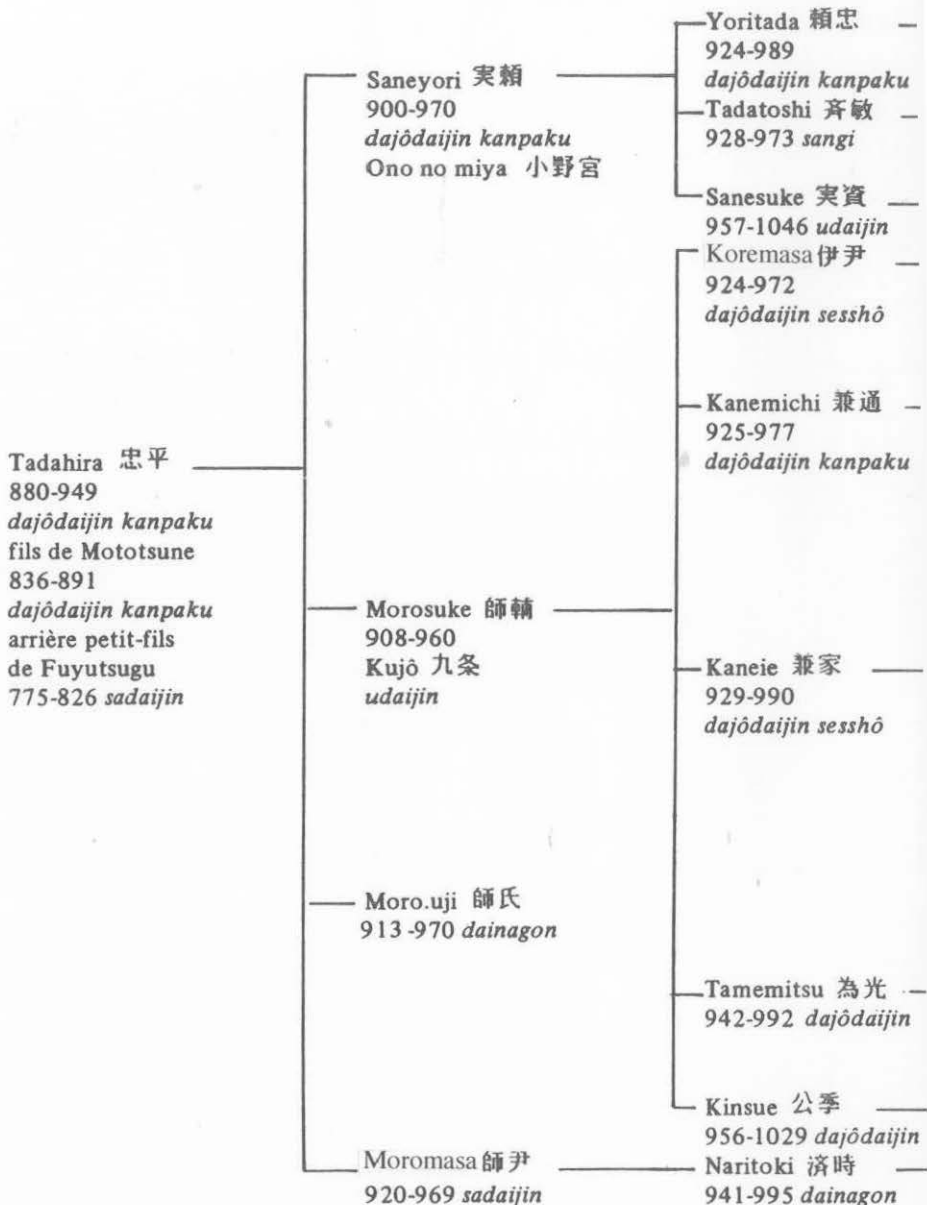 Tadahira 忠平
880-949
dajôdaijin kanpaku
fils de Mototsune
836-891
dajôdaijin kanpaku
arrière petit-fils
de Fuyutsugu
775-826 sadaijin
Saneyori 実頼
900-970
dajôdaijin kanpaku
Ono no miya 小野宮
Morosuke 師輔
908-960
Kujô 九条
udaijin
Moro.uji 師氏
913-970 dainagon
Moromasa 師尹
920-969 sadaijin
Yoritada 頼忠
924-989
dajôdaijin kanpaku
Tadatoshi 斉敏
928-973 sangi
Sanesuke 実資
957-1046 udaijin
Koremasa 伊尹
924-972
dajôdaijin sesshô
Kanemichi 兼通
925-977
dajôdaijin kanpaku
Kaneie 兼家
929-990
dajôdaijin sesshô
Tamemitsu 為光
942-992 dajôdaijin
Kinsue 公季
956-1029 dajôdaijin
Naritoki 済時
941-995 dainagon